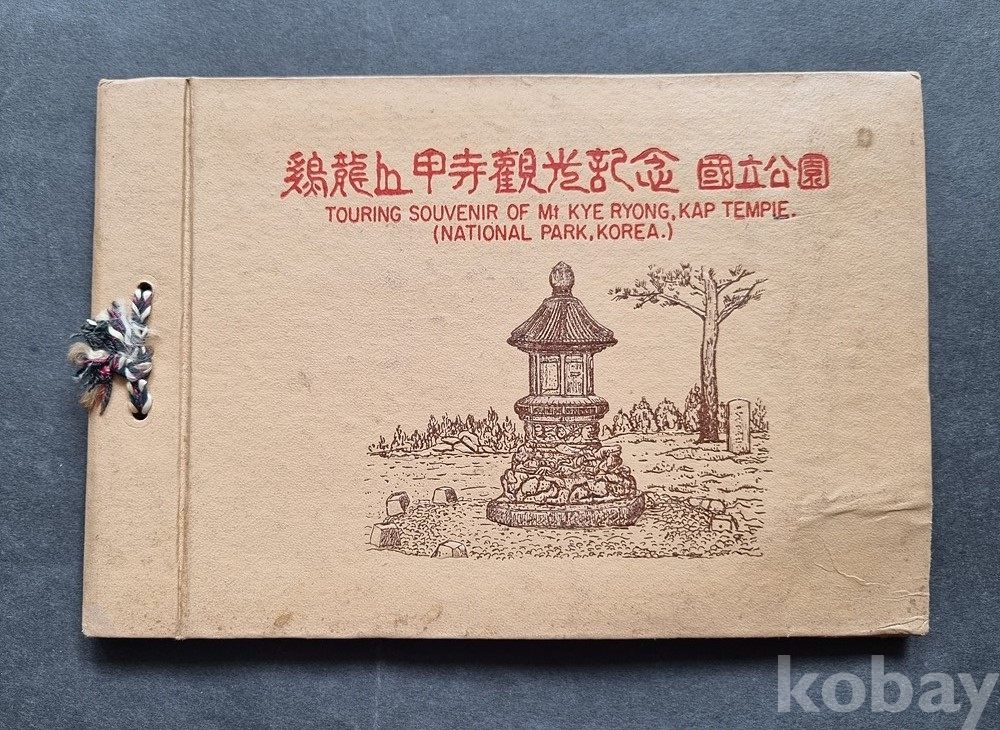 鷄龍山甲寺觀光記念 國立公園
TOURING SOUVENIR OF Mt KYE RYONG, KAP TEMPIE.
(NATIONAL PARK, KOREA.)
kobay